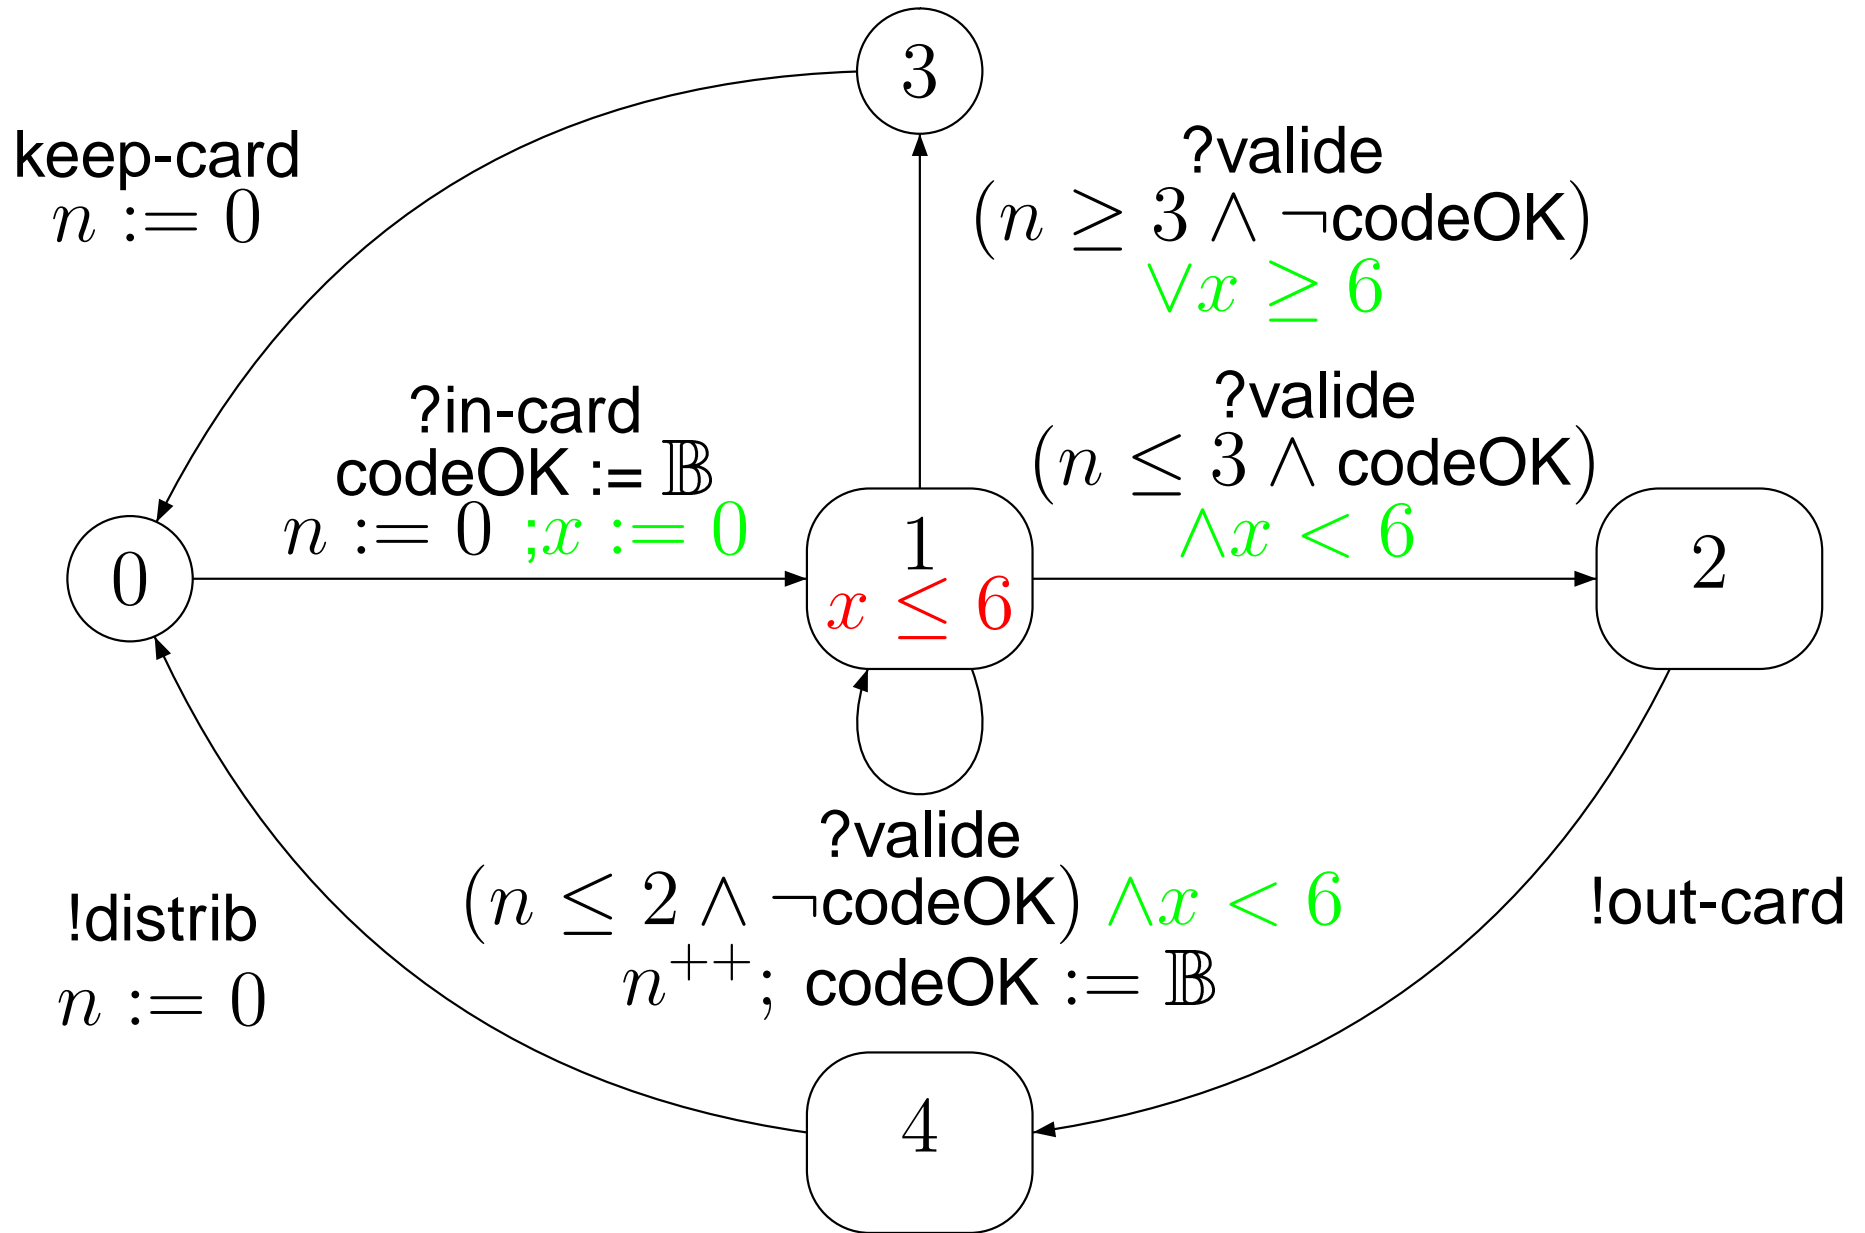 3
keep-card
n := 0
?valide
(n ≥ 3 ∧ ¬codeOK)
∨x ≥ 6
?in-card
codeOK := 𝔹
n := 0 ;x := 0
?valide
(n ≤ 3 ∧ codeOK)
∧x < 6
0
1
x ≤ 6
2
?valide
(n ≤ 2 ∧ ¬codeOK) ∧x < 6
n⁺⁺; codeOK := 𝔹
!distrib
n := 0
!out-card
4